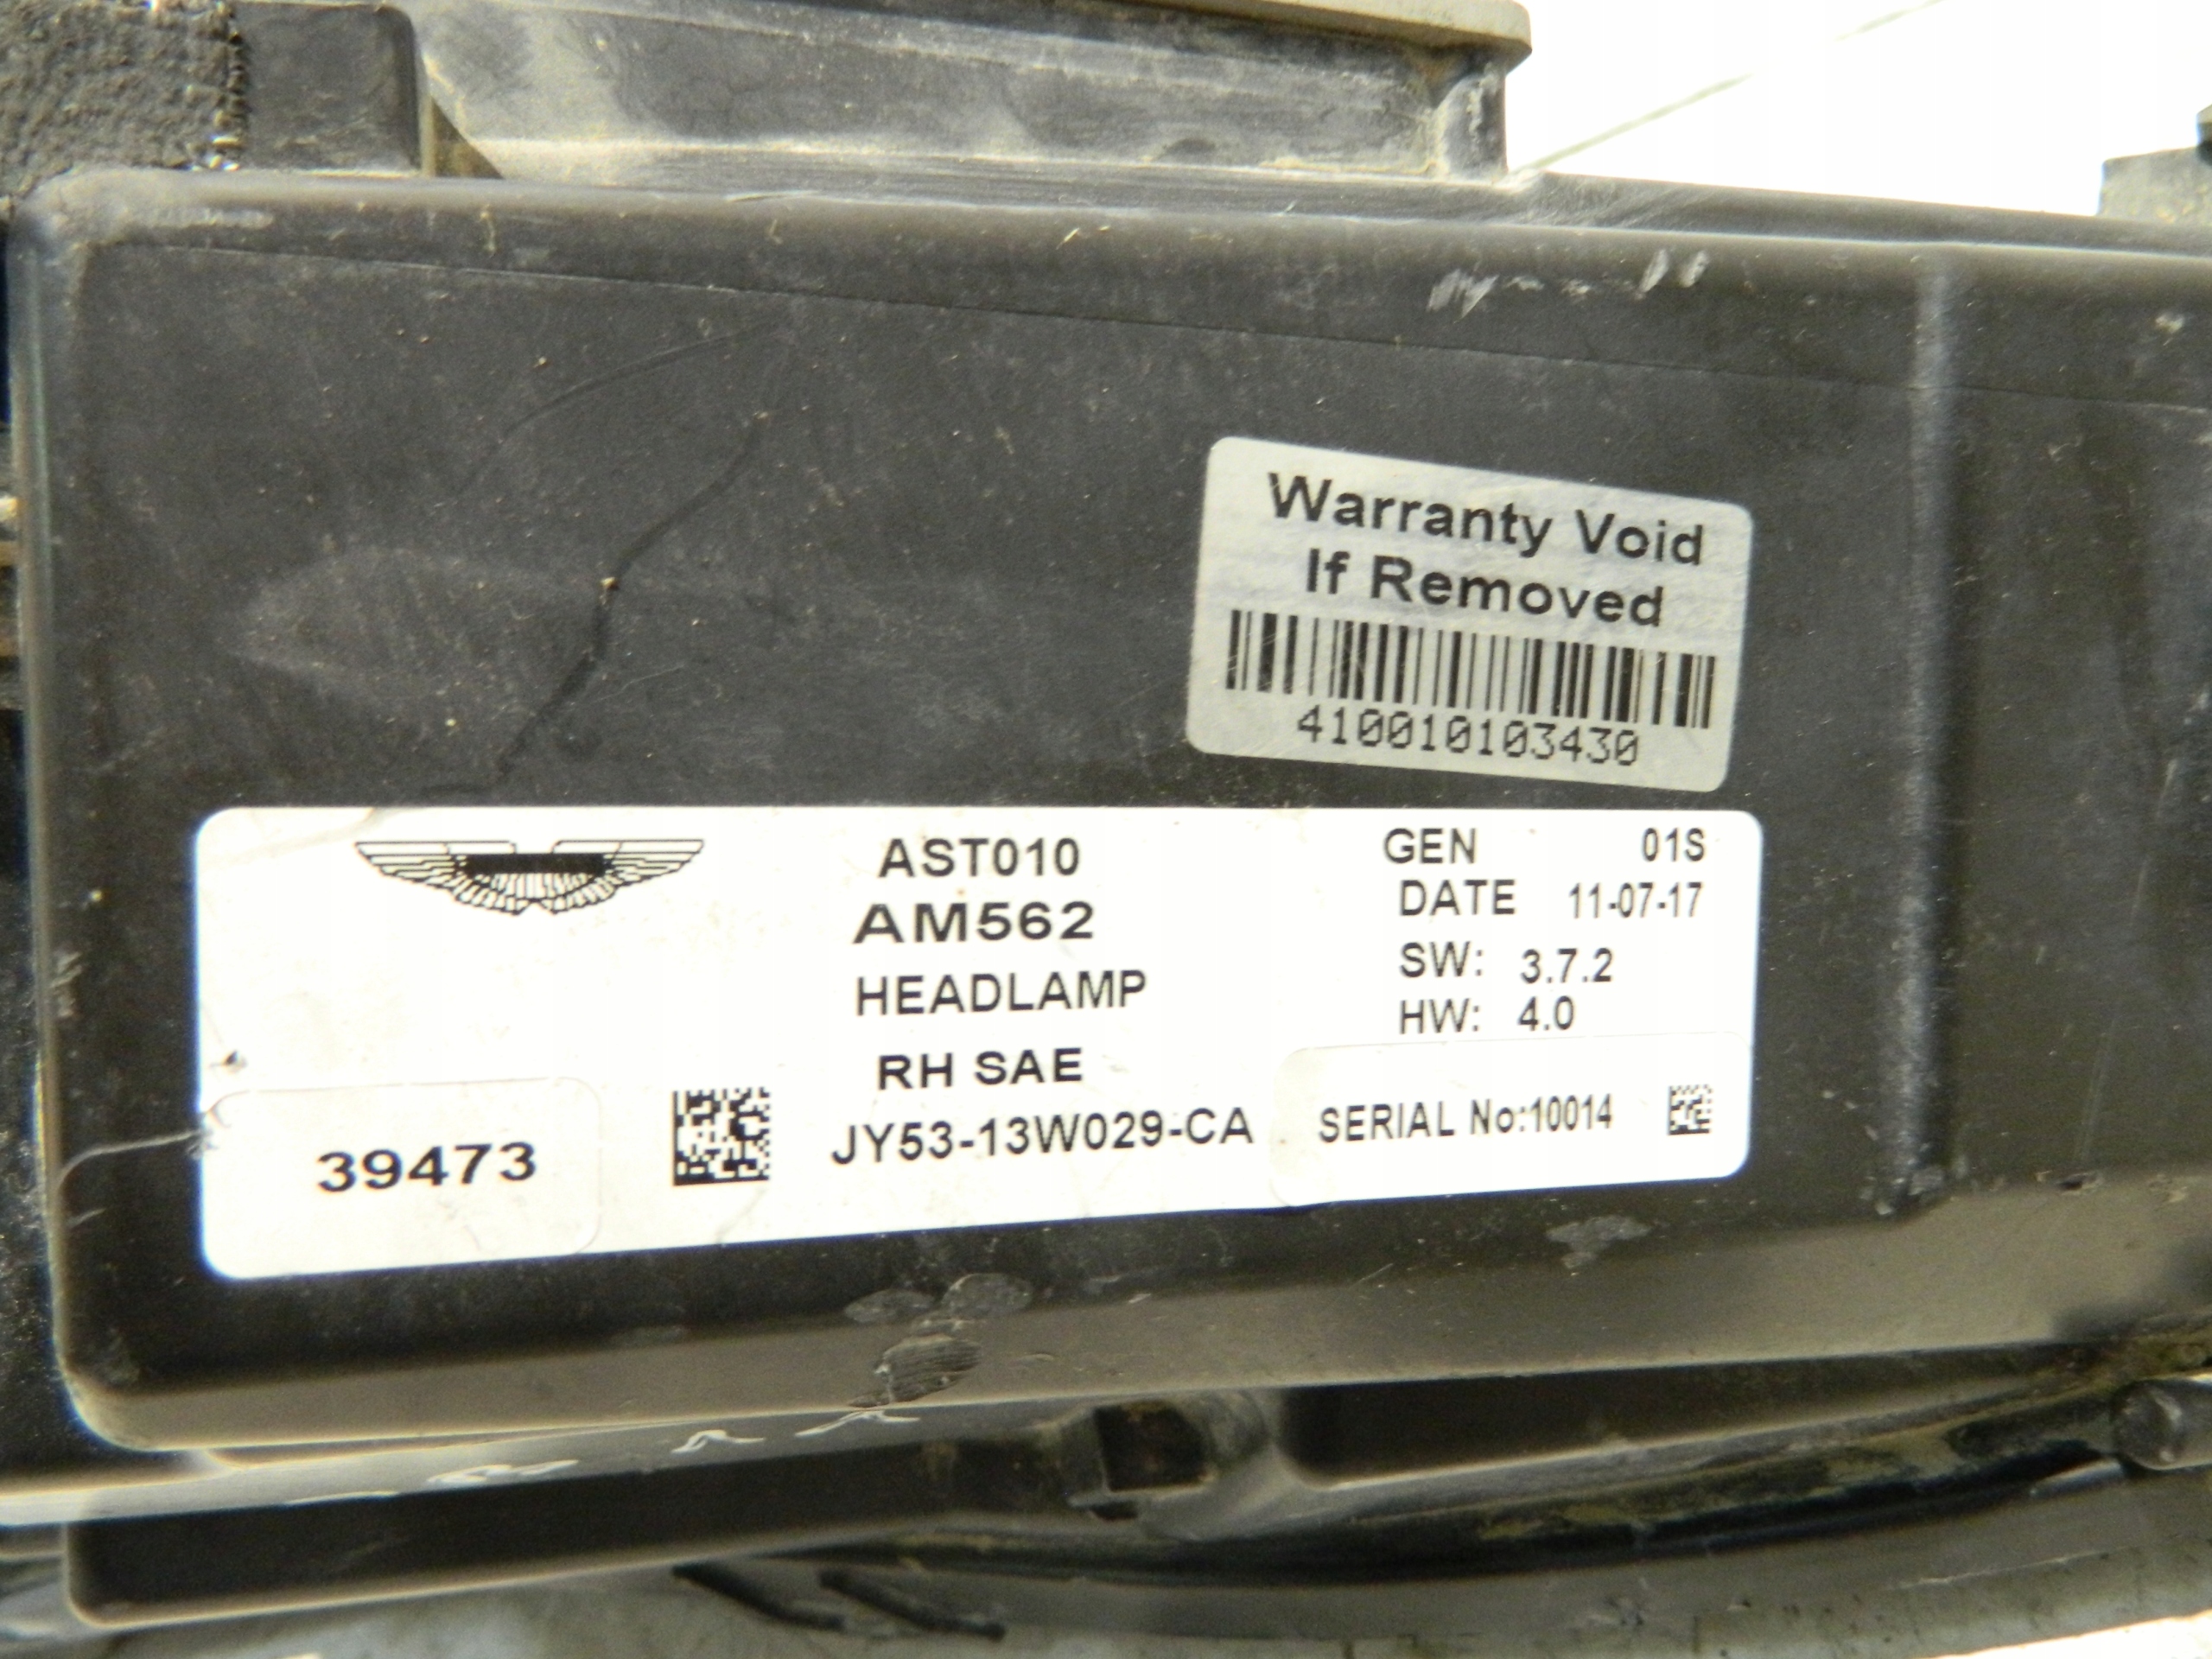 Warranty Void
If Removed
410010103430
AST010
AM562
HEADLAMP
RH SAE
JY53-13W029-CA
39473
GEN 01S
DATE 11-07-17
SW: 3.7.2
HW: 4.0
SERIAL No:10014